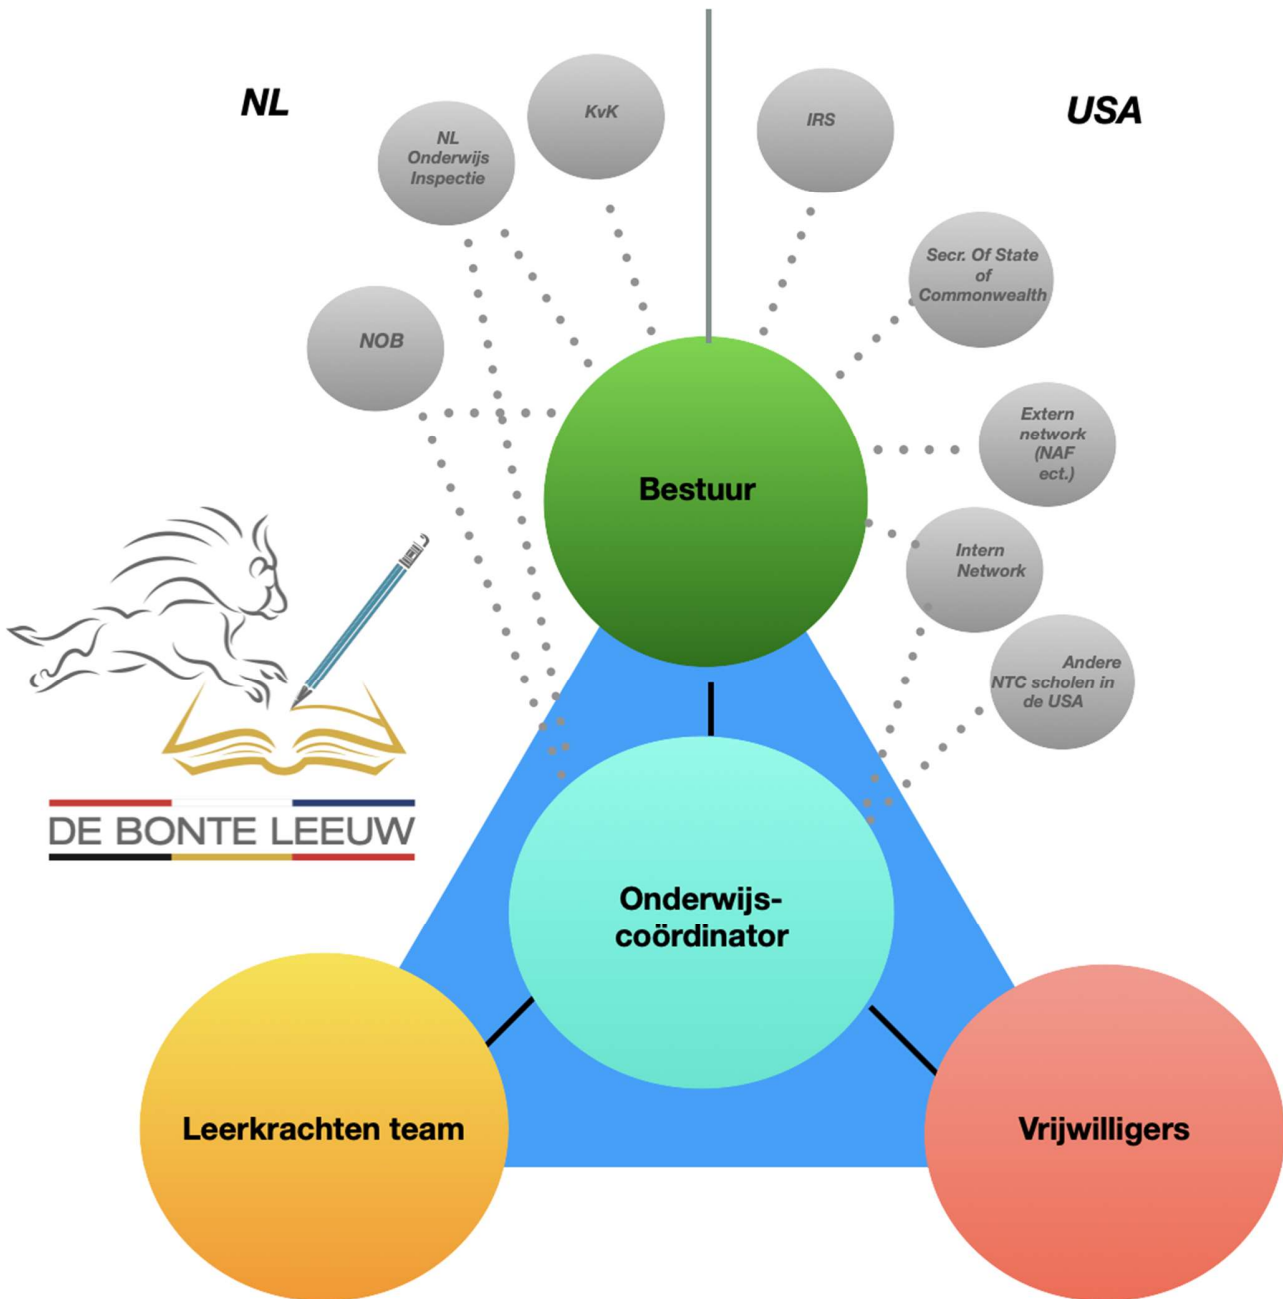 NL
USA
KvK
IRS
NL
Onderwijs
Inspectie
Secr. Of State
of
Commonwealth
NOB
Extern
network
(NAF
ect.)
Bestuur
Intern
Network
Andere
NTC scholen in
de USA
DE BONTE LEEUW
Onderwijs-
coördinator
Leerkrachten team
Vrijwilligers